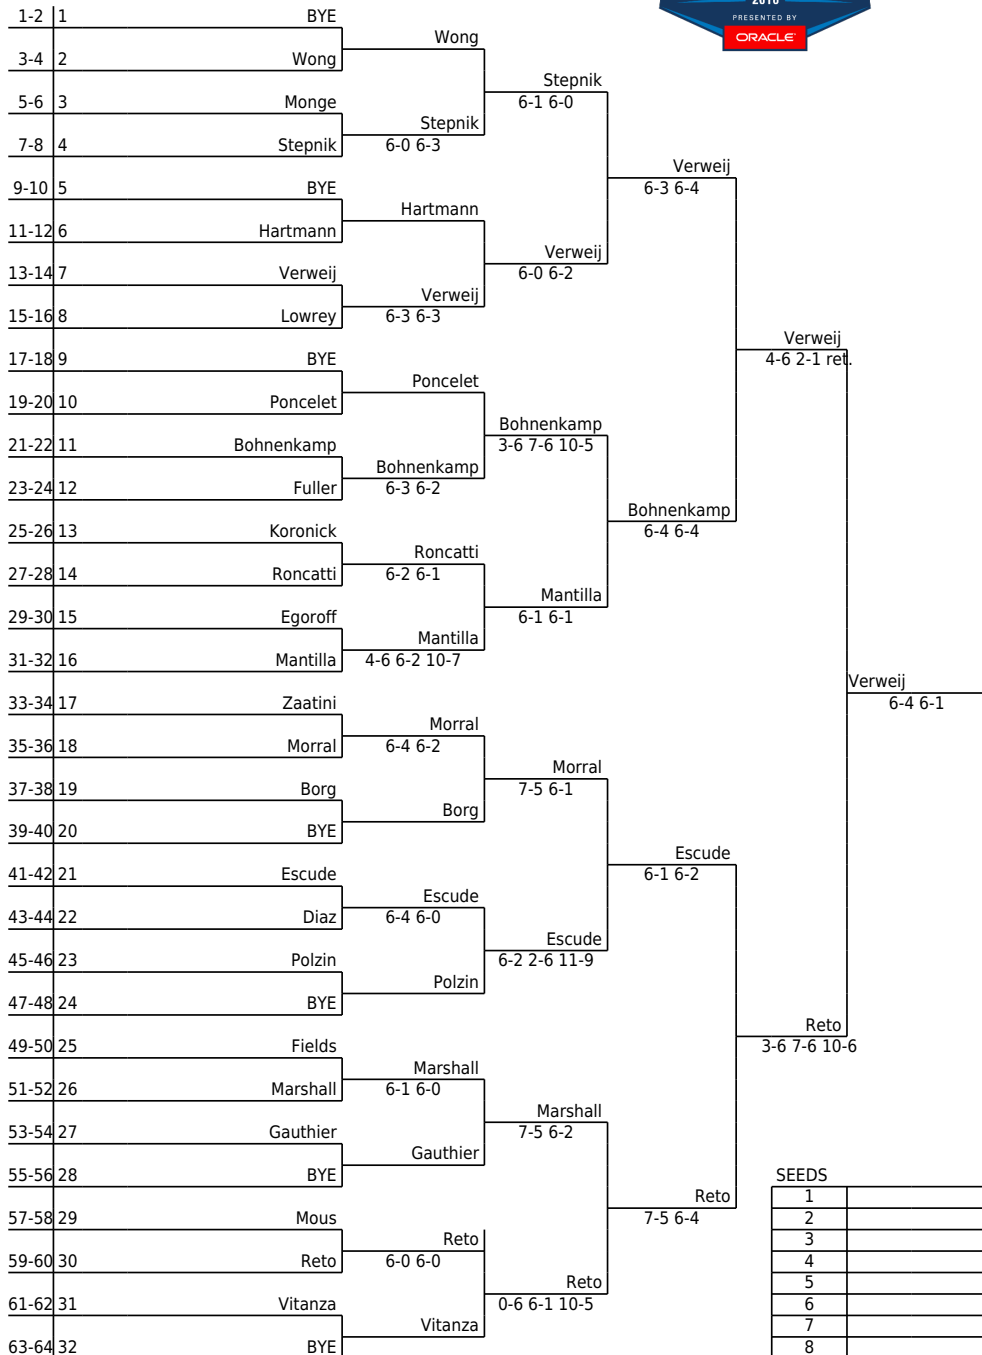 2016
PRESENTED BY
ORACLE
1-2 1 BYE
Wong
3-4 2 Wong
Stepnik
6-1 6-0
5-6 3 Monge
Stepnik
7-8 4 Stepnik 6-0 6-3
Verweij
9-10 5 BYE 6-3 6-4
Hartmann
11-12 6 Hartmann
Verweij
13-14 7 Verweij 6-0 6-2
Verweij
15-16 8 Lowrey 6-3 6-3
Verweij
17-18 9 BYE 4-6 2-1 ret.
Poncelet
19-20 10 Poncelet
Bohnenkamp
21-22 11 Bohnenkamp 3-6 7-6 10-5
Bohnenkamp
23-24 12 Fuller 6-3 6-2
Bohnenkamp
25-26 13 Koronick 6-4 6-4
Roncatti
27-28 14 Roncatti 6-2 6-1
Mantilla
29-30 15 Egoroff 6-1 6-1
Mantilla
31-32 16 Mantilla 4-6 6-2 10-7
Verweij
33-34 17 Zaatini 6-4 6-1
Morral
35-36 18 Morral 6-4 6-2
Morral
37-38 19 Borg 7-5 6-1
Borg
39-40 20 BYE
Escude
41-42 21 Escude 6-1 6-2
Escude
43-44 22 Diaz 6-4 6-0
Escude
45-46 23 Polzin 6-2 2-6 11-9
Polzin
47-48 24 BYE
Reto
49-50 25 Fields 3-6 7-6 10-6
Marshall
51-52 26 Marshall 6-1 6-0
Marshall
53-54 27 Gauthier 7-5 6-2
Gauthier
55-56 28 BYE SEEDS
Reto 1
57-58 29 Mous 7-5 6-4 2
Reto 3
59-60 30 Reto 6-0 6-0 4
Reto 5
61-62 31 Vitanza 0-6 6-1 10-5 6
Vitanza 7
63-64 32 BYE 8